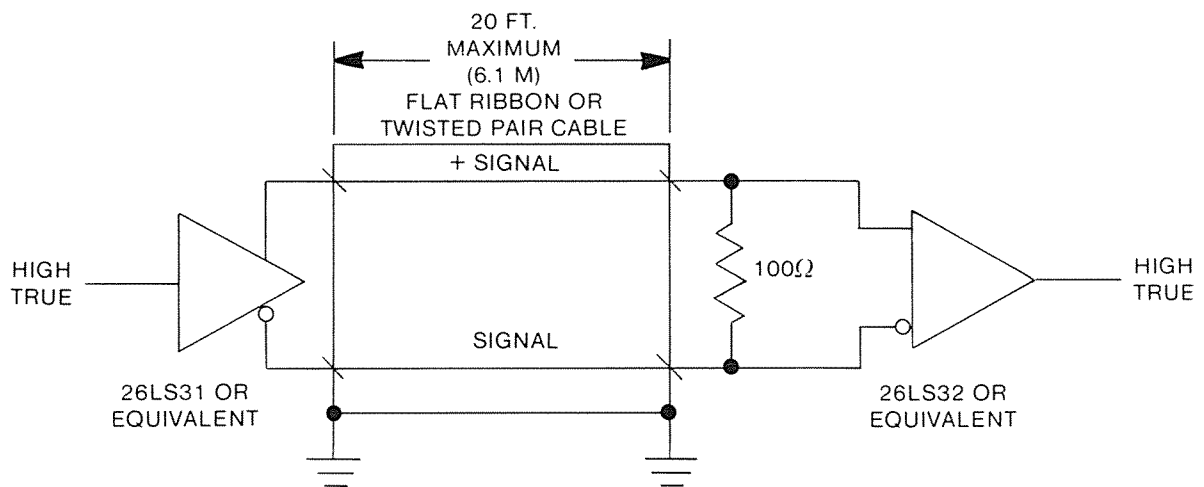 20 FT.
MAXIMUM
(6.1 M)
FLAT RIBBON OR
TWISTED PAIR CABLE
+ SIGNAL
HIGH
TRUE
100Ω
HIGH
TRUE
SIGNAL
26LS31 OR
EQUIVALENT
26LS32 OR
EQUIVALENT